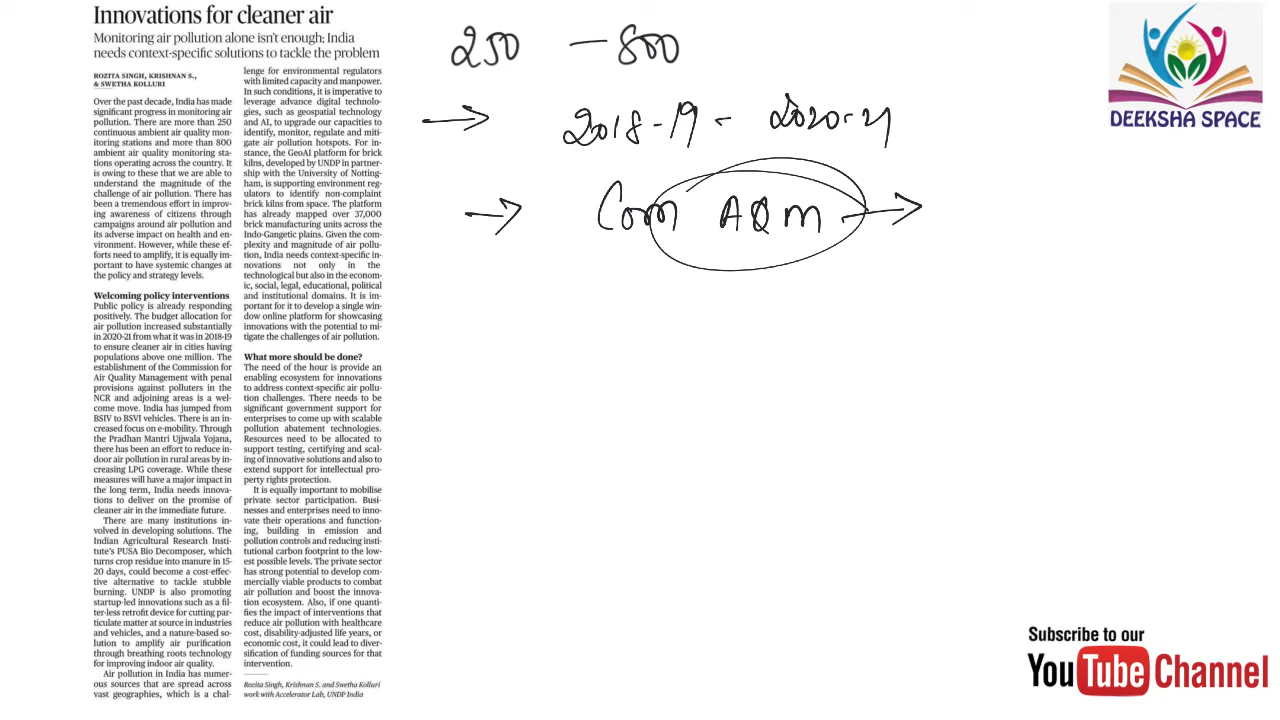 Innovations for cleaner air
Monitoring air pollution alone isn't enough; India
needs context-specific solutions to tackle the problem
ROZITA SINGH, KRISHNAN S.,
& SWETHA KOLLURI
Over the past decade, India has made
significant progress in monitoring air
pollution. There are more than 250
continuous ambient air quality mon-
itoring stations and more than 800
ambient air quality monitoring sta-
tions operating across the country. It
is owing to these that we are able to
understand the magnitude of the
challenge of air pollution. There has
been a tremendous effort in improv-
ing awareness of citizens through
campaigns around air pollution and
its adverse impact on health and en-
vironment. However, while these ef-
forts need to amplify, it is equally im-
portant to have systemic changes at
the policy and strategy levels.
Welcoming policy interventions
Public policy is already responding
positively. The budget allocation for
air pollution increased substantially
in 2020-21 from what it was in 2018-19
to ensure cleaner air in cities having
populations above one million. The
establishment of the Commission for
Air Quality Management with penal
provisions against polluters in the
NCR and adjoining areas is a wel-
come move. India has jumped from
BSIV to BSVI vehicles. There is an in-
creased focus on e-mobility. Through
the Pradhan Mantri Ujjwala Yojana,
there has been an effort to reduce in-
door air pollution in rural areas by in-
creasing LPG coverage. While these
measures will have a major impact in
the long term, India needs innova-
tions to deliver on the promise of
cleaner air in the immediate future.
There are many institutions in-
volved in developing solutions. The
Indian Agricultural Research Insti-
tute's PUSA Bio Decomposer, which
turns crop residue into manure in 15-
20 days, could become a cost-effec-
tive alternative to tackle stubble
burning. UNDP is also promoting
startup-led innovations such as a fil-
ter-less retrofit device for cutting par-
ticulate matter at source in industries
and vehicles, and a nature-based so-
lution to amplify air purification
through breathing roots technology
for improving indoor air quality.
Air pollution in India has numer-
ous sources that are spread across
vast geographies, which is a chal-
lenge for environmental regulators
with limited capacity and manpower.
In such conditions, it is imperative to
leverage advance digital technolo-
gies, such as geospatial technology
and AI, to upgrade our capacities to
identify, monitor, regulate and miti-
gate air pollution hotspots. For in-
stance, the GeoAI platform for brick
kilns, developed by UNDP in partner-
ship with the University of Notting-
ham, is supporting environment reg-
ulators to identify non-complaint
brick kilns from space. The platform
has already mapped over 37,000
brick manufacturing units across the
Indo-Gangetic plains. Given the com-
plexity and magnitude of air pollu-
tion, India needs context-specific in-
novations not only in the
technological but also in the econom-
ic, social, legal, educational, political
and institutional domains. It is im-
portant for it to develop a single win-
dow online platform for showcasing
innovations with the potential to mi-
tigate the challenges of air pollution.
What more should be done?
The need of the hour is provide an
enabling ecosystem for innovations
to address context-specific air pollu-
tion challenges. There needs to be
significant government support for
enterprises to come up with scalable
pollution abatement technologies.
Resources need to be allocated to
support testing, certifying and scal-
ing of innovative solutions and also to
extend support for intellectual pro-
perty rights protection.
It is equally important to mobilise
private sector participation. Busi-
nesses and enterprises need to inno-
vate their operations and function-
ing, building in emission and
pollution controls and reducing insti-
tutional carbon footprint to the low-
est possible levels. The private sector
has strong potential to develop com-
mercially viable products to combat
air pollution and boost the innova-
tion ecosystem. Also, if one quanti-
fies the impact of interventions that
reduce air pollution with healthcare
cost, disability-adjusted life years, or
economic cost, it could lead to diver-
sification of funding sources for that
intervention.
Rozita Singh, Krishnan S. and Swetha Kolluri
work with Accelerator Lab, UNDP India
250 - 800
2018-19 - 2020-21
Com AQM
DEEKSHA SPACE
Subscribe to our
YouTube Channel